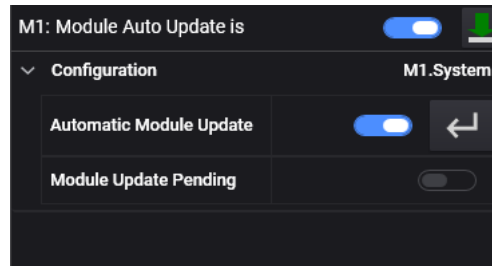 M1: Module Auto Update is
Configuration M1.System
Automatic Module Update
Module Update Pending